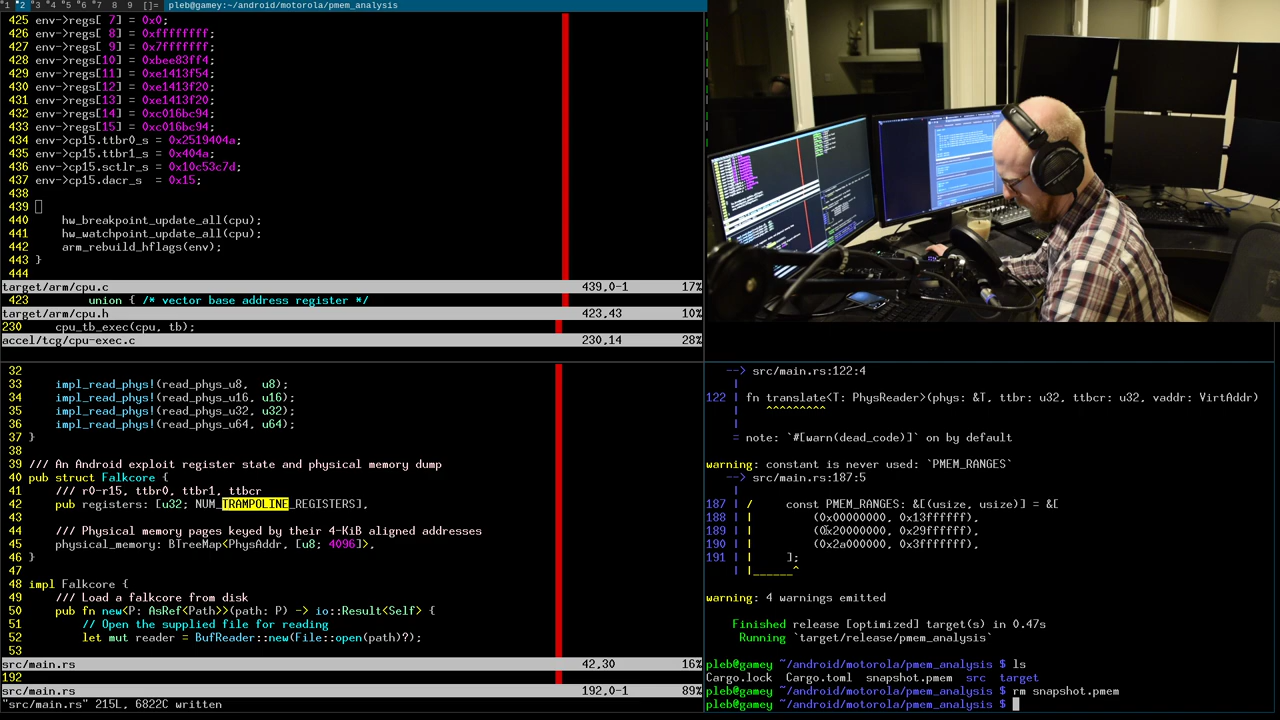 1 2 3 4 5 6 7 8 9 []= pleb@gamey:~/android/motorola/pmem_analysis
425 env->regs[ 7] = 0x0;
426 env->regs[ 8] = 0xffffffff;
427 env->regs[ 9] = 0x7fffffff;
428 env->regs[10] = 0xbee83ff4;
429 env->regs[11] = 0xe1413f54;
430 env->regs[12] = 0xe1413f20;
431 env->regs[13] = 0xe1413f20;
432 env->regs[14] = 0xc016bc94;
433 env->regs[15] = 0xc016bc94;
434 env->cp15.ttbr0_s = 0x2519404a;
435 env->cp15.ttbr1_s = 0x404a;
436 env->cp15.sctlr_s = 0x10c53c7d;
437 env->cp15.dacr_s = 0x15;
438
439
440 hw_breakpoint_update_all(cpu);
441 hw_watchpoint_update_all(cpu);
442 arm_rebuild_hflags(env);
443 }
444
target/arm/cpu.c 439,0-1 17%
423 union { /* vector base address register */
target/arm/cpu.h 423,43 10%
230 cpu_tb_exec(cpu, tb);
accel/tcg/cpu-exec.c 230,14 28%
32
33 impl_read_phys!(read_phys_u8, u8);
34 impl_read_phys!(read_phys_u16, u16);
35 impl_read_phys!(read_phys_u32, u32);
36 impl_read_phys!(read_phys_u64, u64);
37 }
38
39 /// An Android exploit register state and physical memory dump
40 pub struct Falkcore {
41 /// r0-r15, ttbr0, ttbr1, ttbcr
42 pub registers: [u32; NUM_TRAMPOLINE_REGISTERS],
43
44 /// Physical memory pages keyed by their 4-KiB aligned addresses
45 physical_memory: BTreeMap<PhysAddr, [u8; 4096]>,
46 }
47
48 impl Falkcore {
49 /// Load a falkcore from disk
50 pub fn new<P: AsRef<Path>>(path: P) -> io::Result<Self> {
51 // Open the supplied file for reading
52 let mut reader = BufReader::new(File::open(path)?);
53
src/main.rs 42,30 16%
192
src/main.rs 192,0-1 89%
"src/main.rs" 215L, 6822C written
--> src/main.rs:122:4
|
122 | fn translate<T: PhysReader>(phys: &T, ttbr: u32, ttbcr: u32, vaddr: VirtAddr)
| ^^^^^^^^^
|
= note: `#[warn(dead_code)]` on by default
warning: constant is never used: `PMEM_RANGES`
--> src/main.rs:187:5
|
187 | / const PMEM_RANGES: &[(usize, usize)] = &[
188 | | (0x00000000, 0x13ffffff),
189 | | (0x20000000, 0x29ffffff),
190 | | (0x2a000000, 0x3fffffff),
191 | | ];
| |______^
warning: 4 warnings emitted
Finished release [optimized] target(s) in 0.47s
Running `target/release/pmem_analysis`
pleb@gamey ~/android/motorola/pmem_analysis $ ls
Cargo.lock Cargo.toml snapshot.pmem src target
pleb@gamey ~/android/motorola/pmem_analysis $ rm snapshot.pmem
pleb@gamey ~/android/motorola/pmem_analysis $